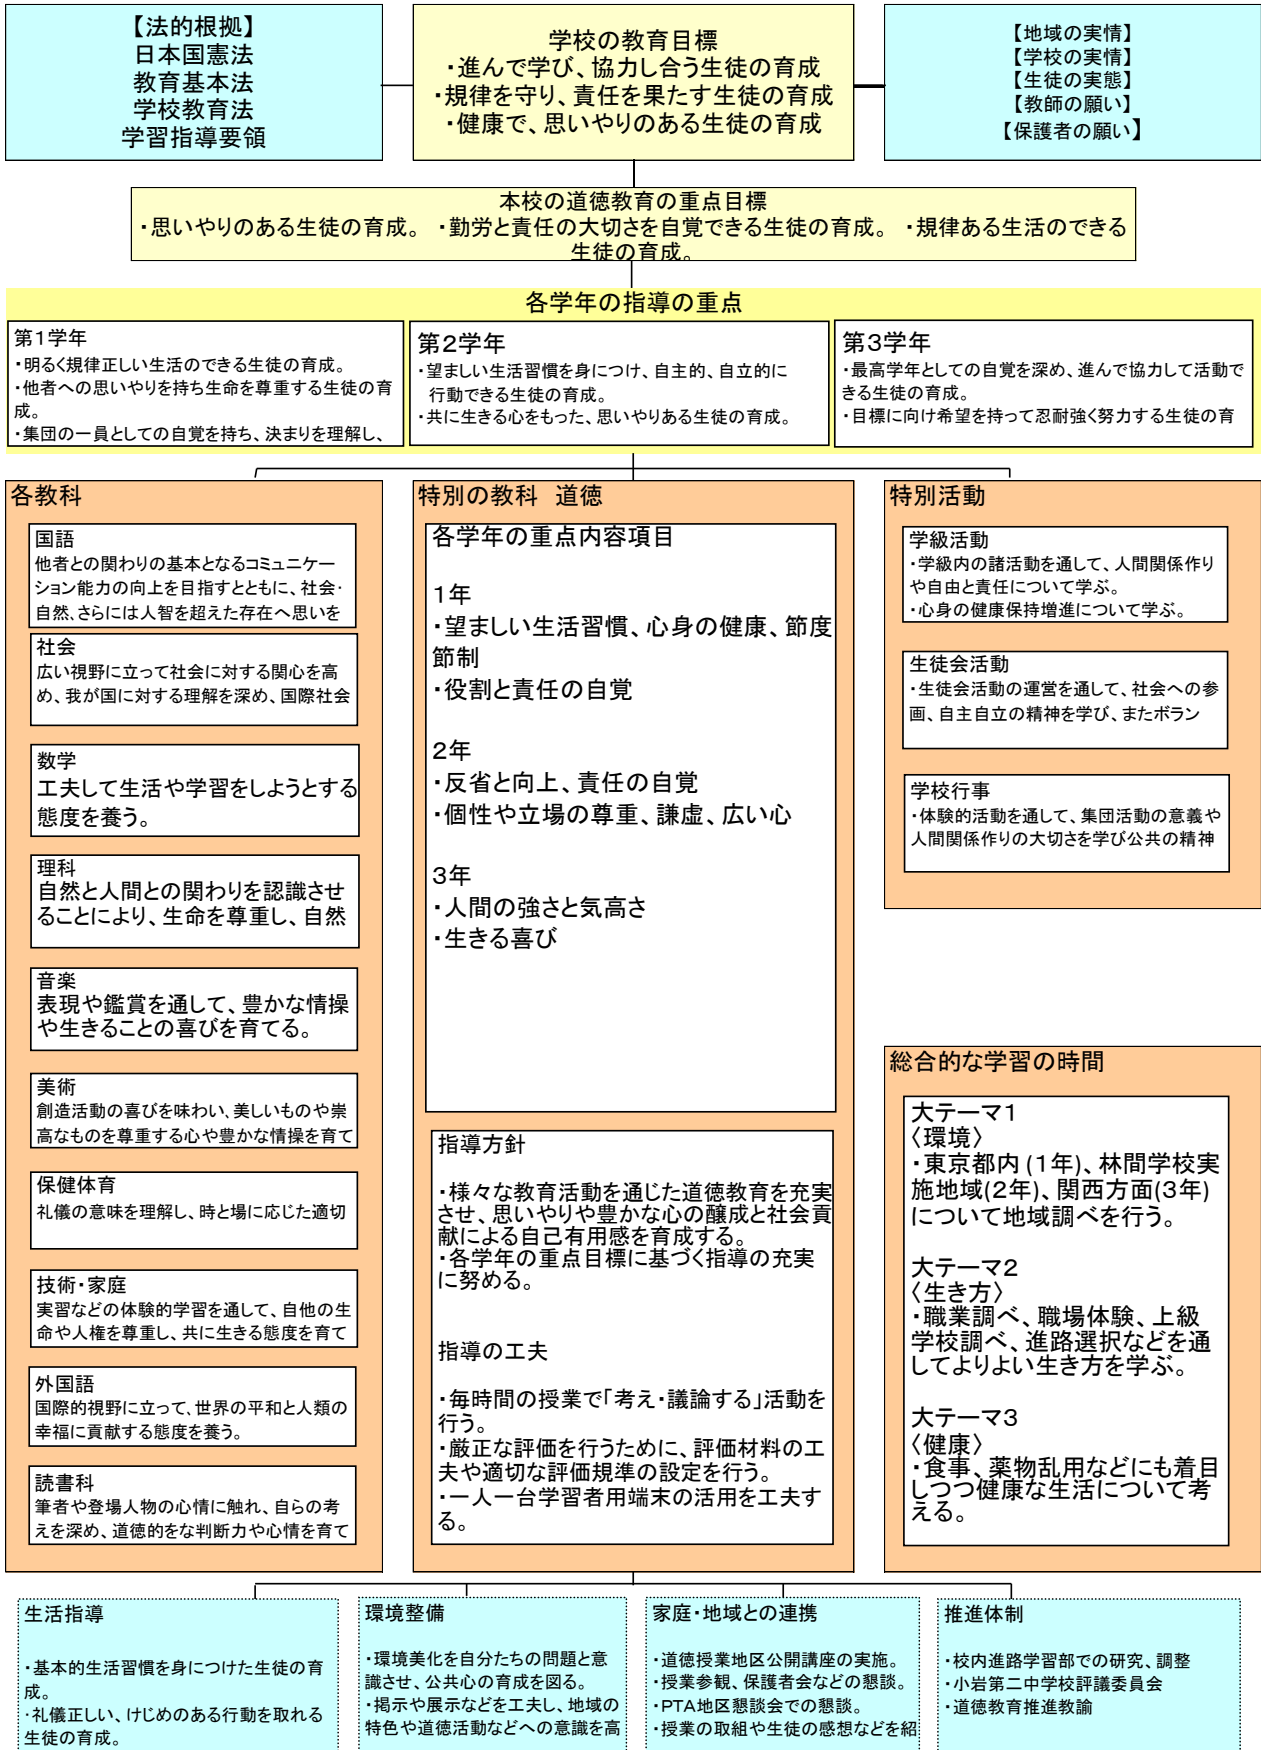 【法的根拠】
日本国憲法
教育基本法
学校教育法
学習指導要領
学校の教育目標
・進んで学び、協力し合う生徒の育成
・規律を守り、責任を果たす生徒の育成
・健康で、思いやりのある生徒の育成
【地域の実情】
【学校の実情】
【生徒の実態】
【教師の願い】
【保護者の願い】
本校の道徳教育の重点目標
・思いやりのある生徒の育成。 ・勤労と責任の大切さを自覚できる生徒の育成。 ・規律ある生活のできる
生徒の育成。
各学年の指導の重点
第1学年
・明るく規律正しい生活のできる生徒の育成。
・他者への思いやりを持ち生命を尊重する生徒の育
成。
・集団の一員としての自覚を持ち、決まりを理解し、
第2学年
・望ましい生活習慣を身につけ、自主的、自立的に
行動できる生徒の育成。
・共に生きる心をもった、思いやりある生徒の育成。
第3学年
・最高学年としての自覚を深め、進んで協力して活動で
きる生徒の育成。
・目標に向け希望を持って忍耐強く努力する生徒の育
各教科
国語
他者との関わりの基本となるコミュニケー
ション能力の向上を目指すとともに、社会・
自然、さらには人智を超えた存在へ思いを
社会
広い視野に立って社会に対する関心を高
め、我が国に対する理解を深め、国際社会
数学
工夫して生活や学習をしようとする
態度を養う。
理科
自然と人間との関わりを認識させ
ることにより、生命を尊重し、自然
音楽
表現や鑑賞を通して、豊かな情操
や生きることの喜びを育てる。
美術
創造活動の喜びを味わい、美しいものや崇
高なものを尊重する心や豊かな情操を育て
保健体育
礼儀の意味を理解し、時と場に応じた適切
技術・家庭
実習などの体験的学習を通して、自他の生
命や人権を尊重し、共に生きる態度を育て
外国語
国際的視野に立って、世界の平和と人類の
幸福に貢献する態度を養う。
読書科
筆者や登場人物の心情に触れ、自らの考
えを深め、道徳的をな判断力や心情を育て
特別の教科 道徳
各学年の重点内容項目
1年
・望ましい生活習慣、心身の健康、節度
節制
・役割と責任の自覚
2年
・反省と向上、責任の自覚
・個性や立場の尊重、謙虚、広い心
3年
・人間の強さと気高さ
・生きる喜び
指導方針
・様々な教育活動を通じた道徳教育を充実
させ、思いやりや豊かな心の醸成と社会貢
献による自己有用感を育成する。
・各学年の重点目標に基づく指導の充実
に努める。
指導の工夫
・毎時間の授業で「考え・議論する」活動を
行う。
・厳正な評価を行うために、評価材料の工
夫や適切な評価規準の設定を行う。
・一人一台学習者用端末の活用を工夫す
る。
特別活動
学級活動
・学級内の諸活動を通して、人間関係作り
や自由と責任について学ぶ。
・心身の健康保持増進について学ぶ。
生徒会活動
・生徒会活動の運営を通して、社会への参
画、自主自立の精神を学び、またボラン
学校行事
・体験的活動を通して、集団活動の意義や
人間関係作りの大切さを学び公共の精神
総合的な学習の時間
大テーマ1
〈環境〉
・東京都内(1年)、林間学校実
施地域(2年)、関西方面(3年)
について地域調べを行う。
大テーマ2
〈生き方〉
・職業調べ、職場体験、上級
学校調べ、進路選択などを通
してよりよい生き方を学ぶ。
大テーマ3
〈健康〉
・食事、薬物乱用などにも着目
しつつ健康な生活について考
える。
生活指導
・基本的生活習慣を身につけた生徒の育
成。
・礼儀正しい、けじめのある行動を取れる
生徒の育成。
環境整備
・環境美化を自分たちの問題と意
識させ、公共心の育成を図る。
・掲示や展示などを工夫し、地域の
特色や道徳活動などへの意識を高
家庭・地域との連携
・道徳授業地区公開講座の実施。
・授業参観、保護者会などの懇談。
・PTA地区懇談会での懇談。
・授業の取組や生徒の感想などを紹
推進体制
・校内進路学習部での研究、調整
・小岩第二中学校評議委員会
・道徳教育推進教諭